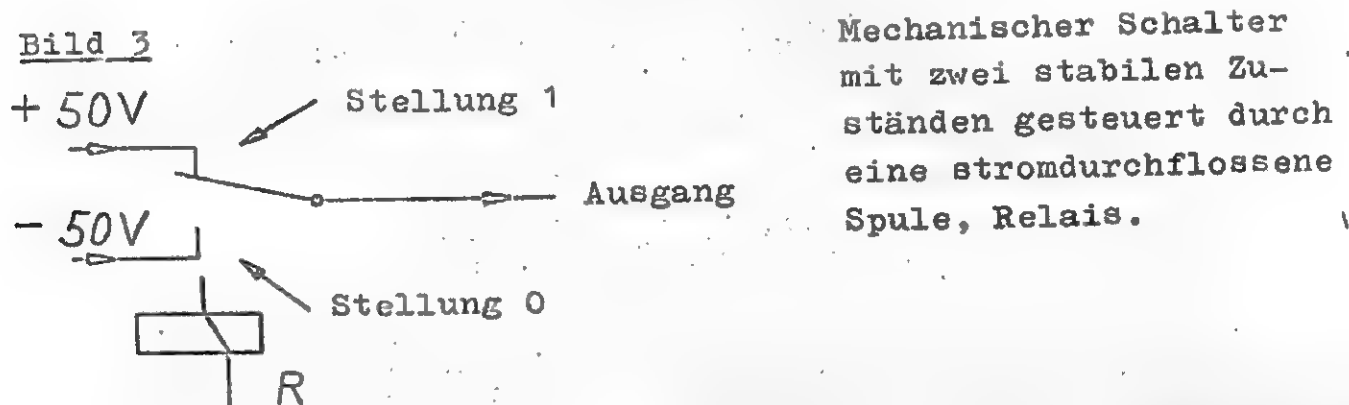 Bild 3
+ 50V
Stellung 1
Ausgang
- 50V
Stellung 0
R
Mechanischer Schalter
mit zwei stabilen Zu-
ständen gesteuert durch
eine stromdurchflossene
Spule, Relais.